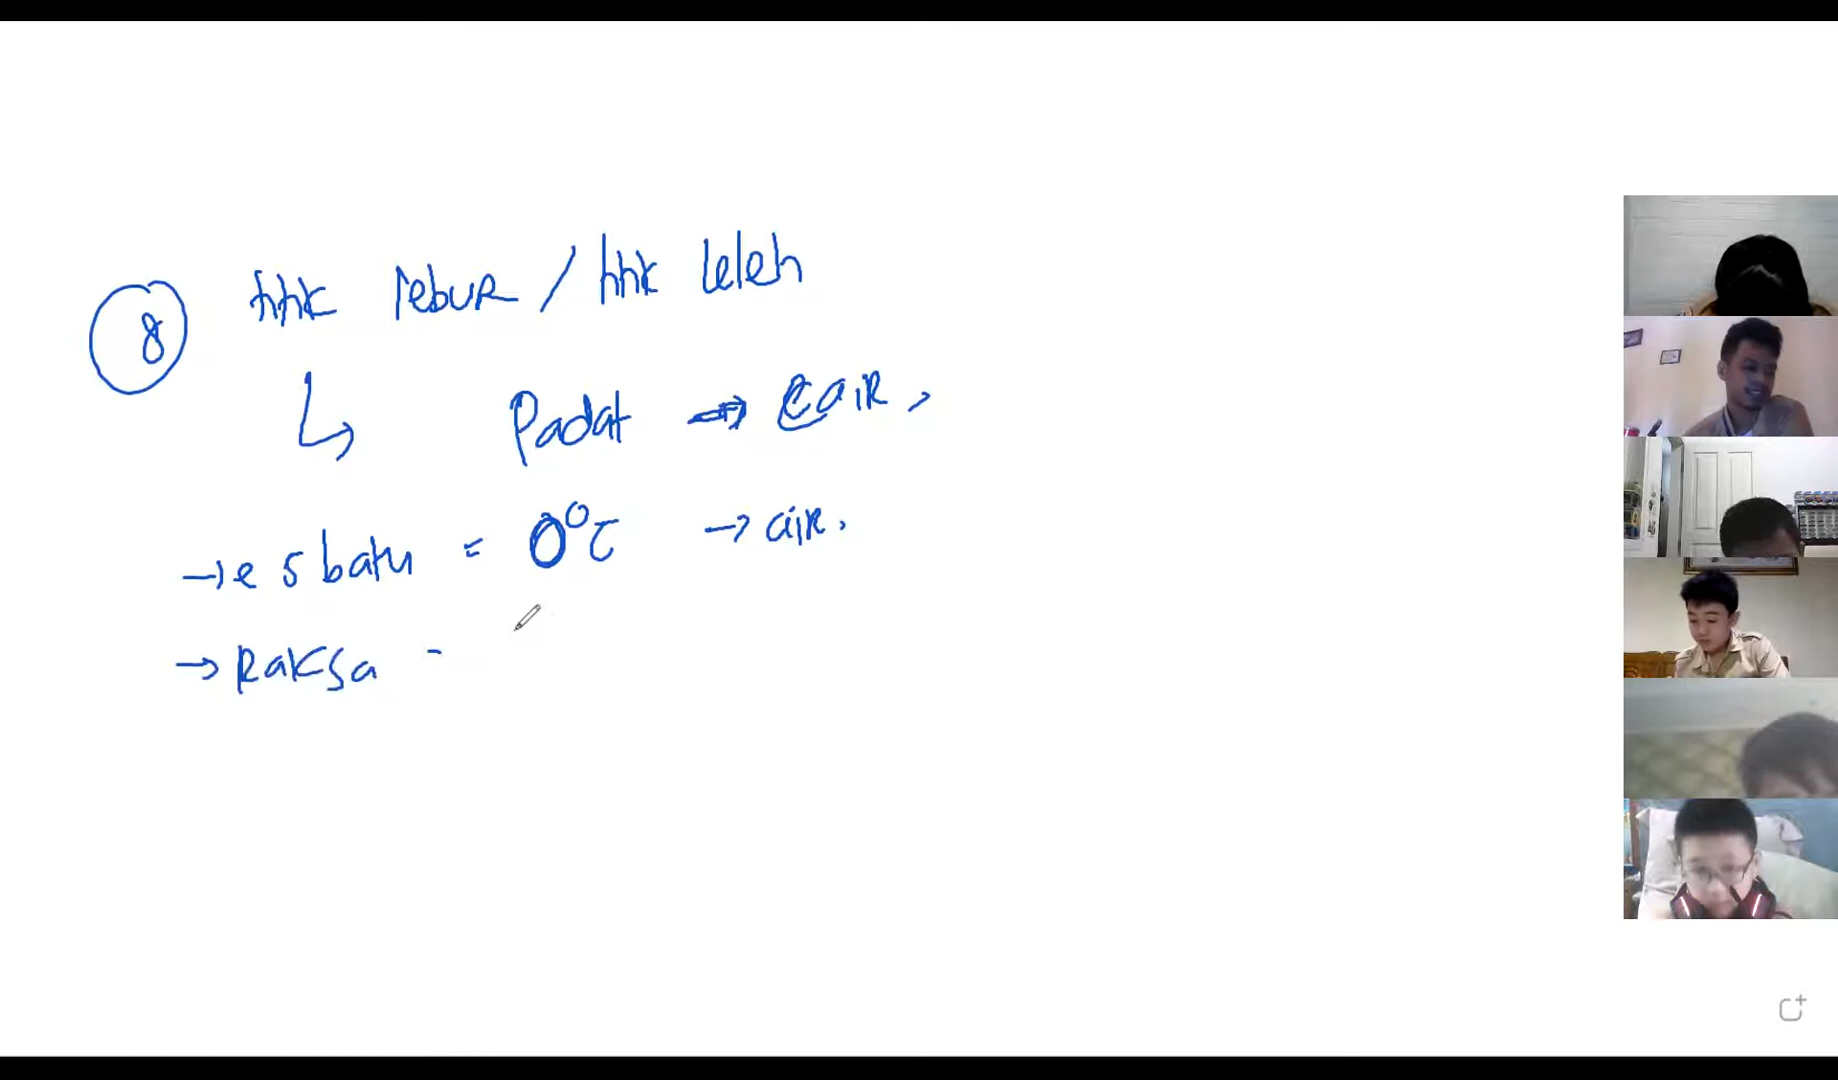 8 titik lebur / titik leleh
Padat → Cair,
→ es batu = 0°C → air.
→ Raksa -